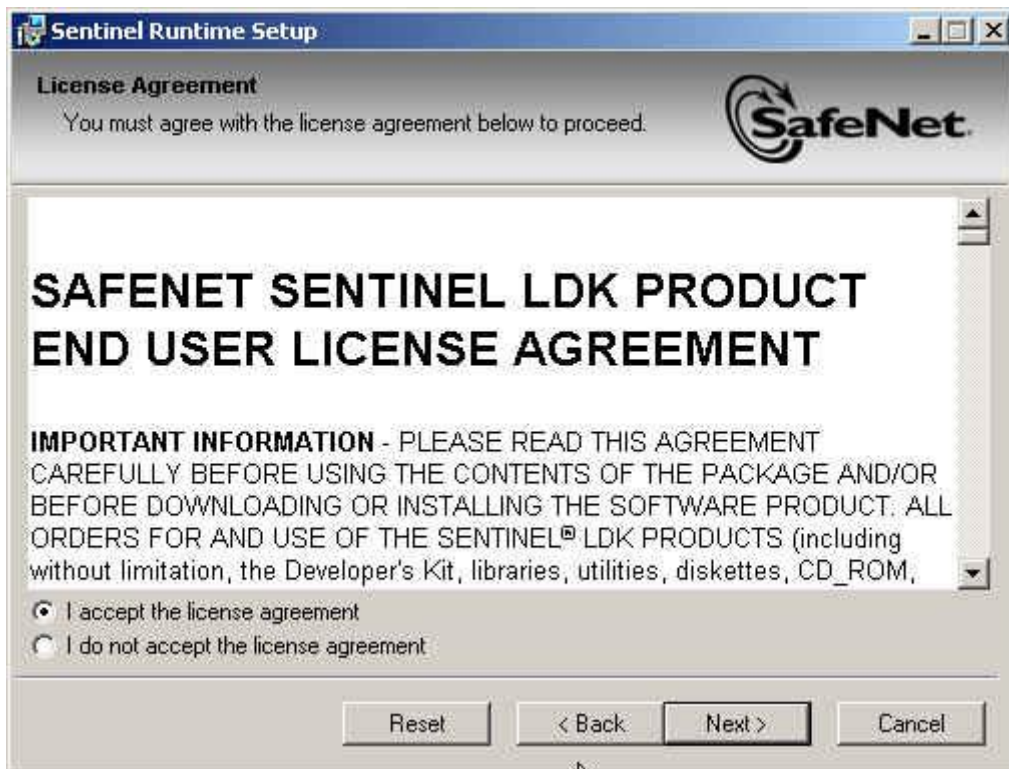 Sentinel Runtime Setup
License Agreement
You must agree with the license agreement below to proceed.
SafeNet.
SAFENET SENTINEL LDK PRODUCT
END USER LICENSE AGREEMENT
IMPORTANT INFORMATION - PLEASE READ THIS AGREEMENT
CAREFULLY BEFORE USING THE CONTENTS OF THE PACKAGE AND/OR
BEFORE DOWNLOADING OR INSTALLING THE SOFTWARE PRODUCT. ALL
ORDERS FOR AND USE OF THE SENTINEL® LDK PRODUCTS (including
without limitation, the Developer's Kit, libraries, utilities, diskettes, CD_ROM,
I accept the license agreement
I do not accept the license agreement
Reset
< Back
Next >
Cancel